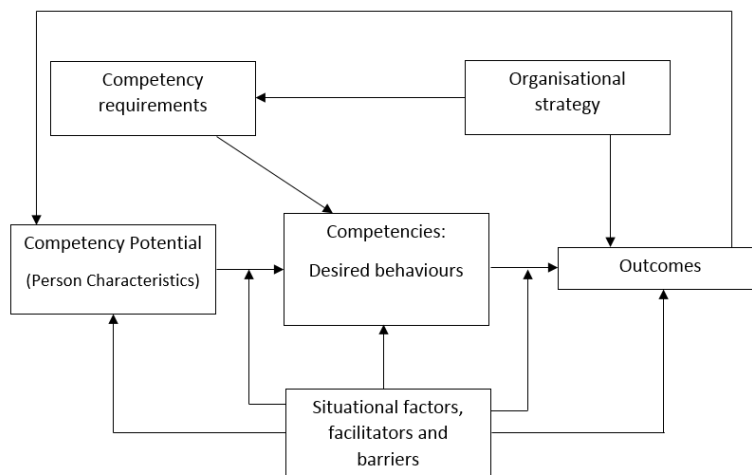 Competency
requirements
Organisational
strategy
Competency Potential
(Person Characteristics)
Competencies:
Desired behaviours
Outcomes
Situational factors,
facilitators and
barriers